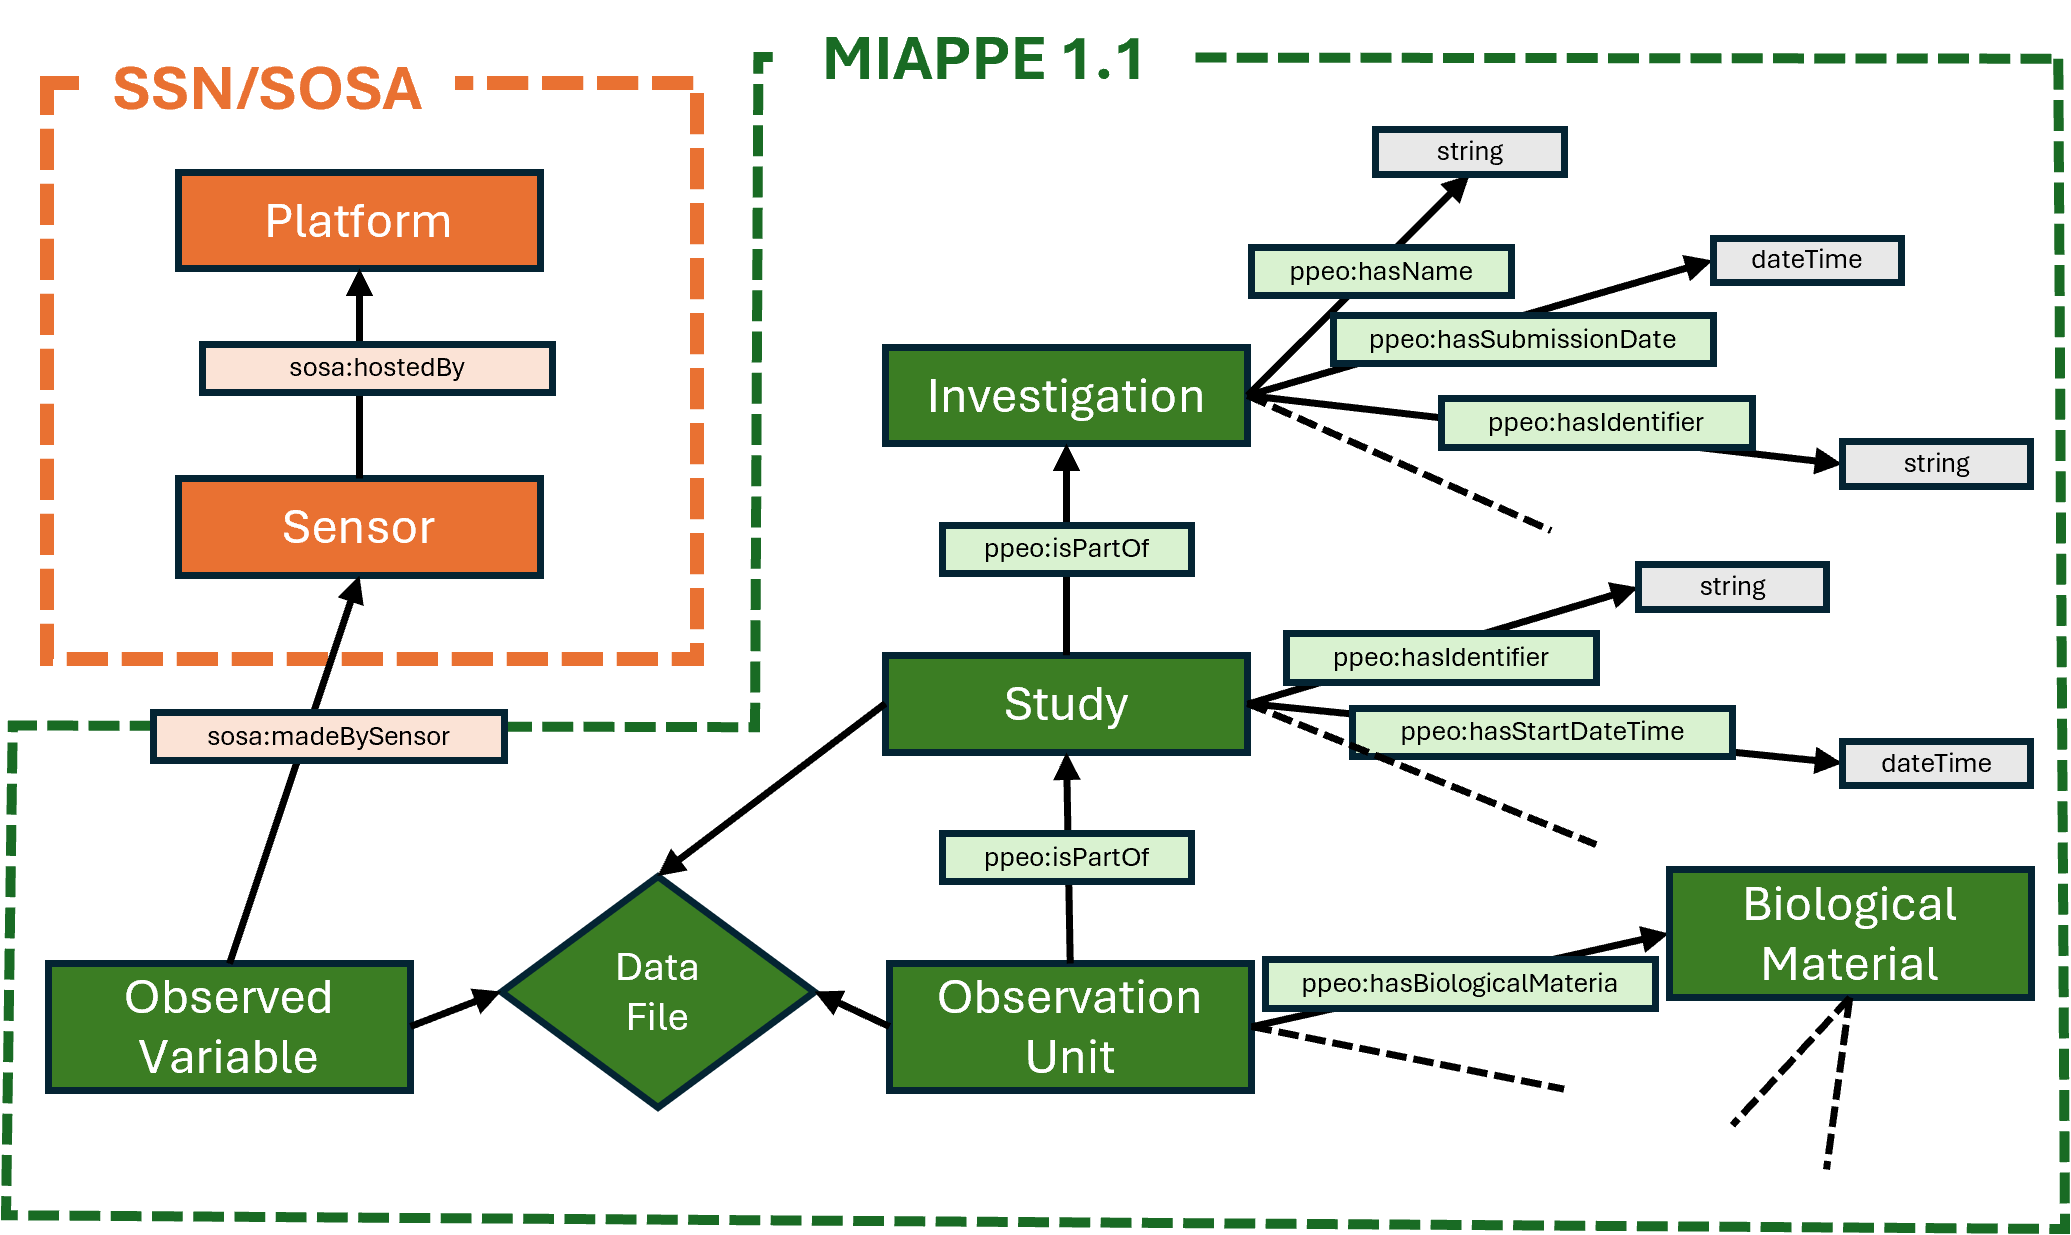 SSN/SOSA
Platform
sosa:hostedBy
Sensor
sosa:madeBySensor
MIAPPE 1.1
string
ppeo:hasName
dateTime
ppeo:hasSubmissionDate
Investigation
ppeo:hasIdentifier
string
ppeo:isPartOf
string
ppeo:hasIdentifier
Study
ppeo:hasStartDateTime
dateTime
ppeo:isPartOf
Observed
Variable
Data
File
Observation
Unit
ppeo:hasBiologicalMateria
Biological
Material